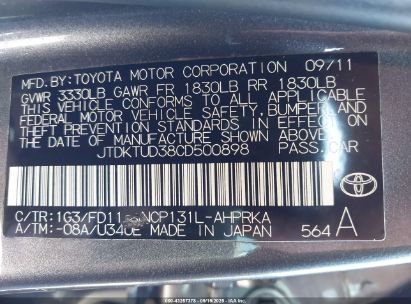 MFD. BY: TOYOTA MOTOR CORPORATION 09/11
GVWR 3330LB GAWR FR 1830LB RR 1830LB
THIS VEHICLE CONFORMS TO ALL APPLICABLE
FEDERAL MOTOR VEHICLE SAFETY, BUMPER, AND
THEFT PREVENTION STANDARDS IN EFFECT ON
THE DATE OF MANUFACTURE SHOWN ABOVE.
JTDKTUD38CD500898 PASS. CAR
C/TR: 1G3/FD11 NCP131L-AHPRKA
A/TM: -08A/U340E MADE IN JAPAN 564 A
TOYOTA